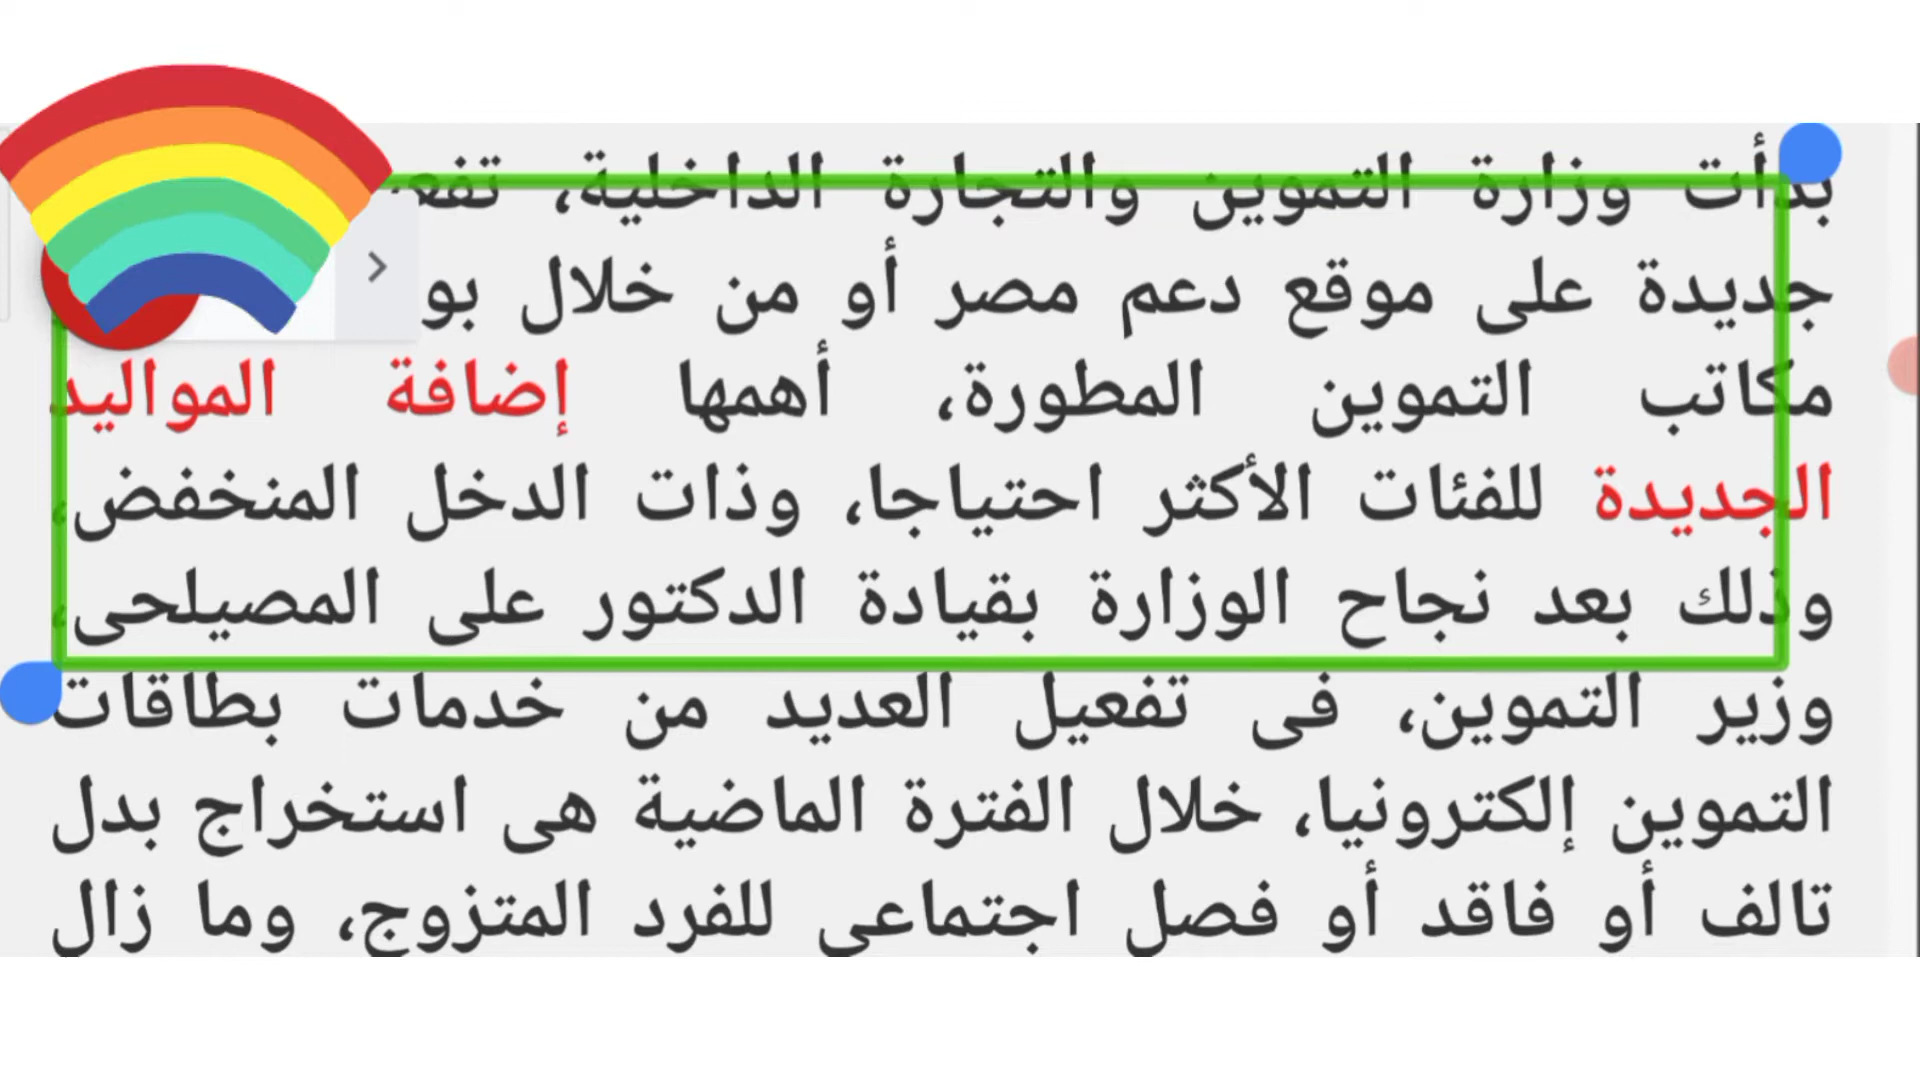 بدأت وزارة التموين والتجارة الداخلية،
جديدة على موقع دعم مصر أو من خلال
مكاتب التموين المطورة، أهمها إضافة المواليد
الجديدة للفئات الأكثر احتياجا، وذات الدخل المنخفض،
وذلك بعد نجاح الوزارة بقيادة الدكتور على المصيلحى،
وزير التموين، فى تفعيل العديد من خدمات بطاقات
التموين إلكترونيا، خلال الفترة الماضية هى استخراج بدل
تالف أو فاقد أو فصل اجتماعى للفرد المتزوج، وما زال